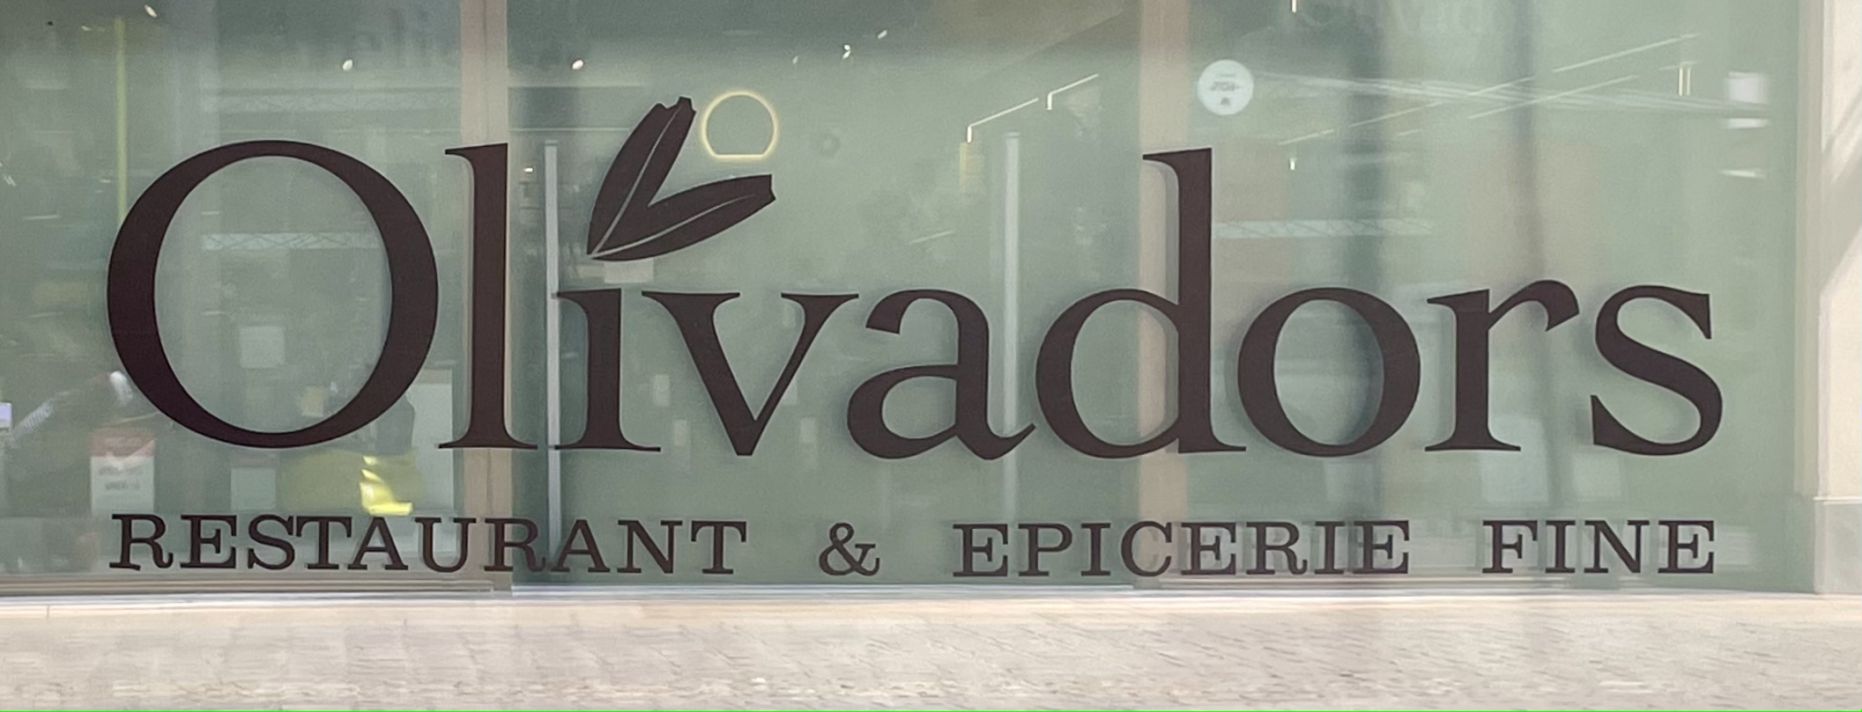 Olivadors
RESTAURANT & EPICERIE FINE